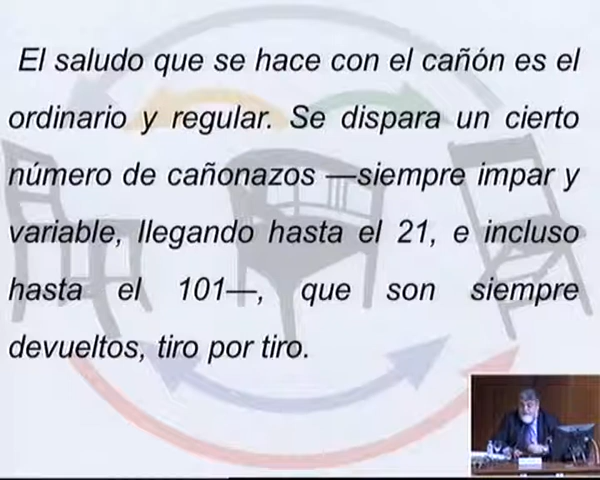 El saludo que se hace con el cañón es el
ordinario y regular. Se dispara un cierto
número de cañonazos —siempre impar y
variable, llegando hasta el 21, e incluso
hasta el 101—, que son siempre
devueltos, tiro por tiro.